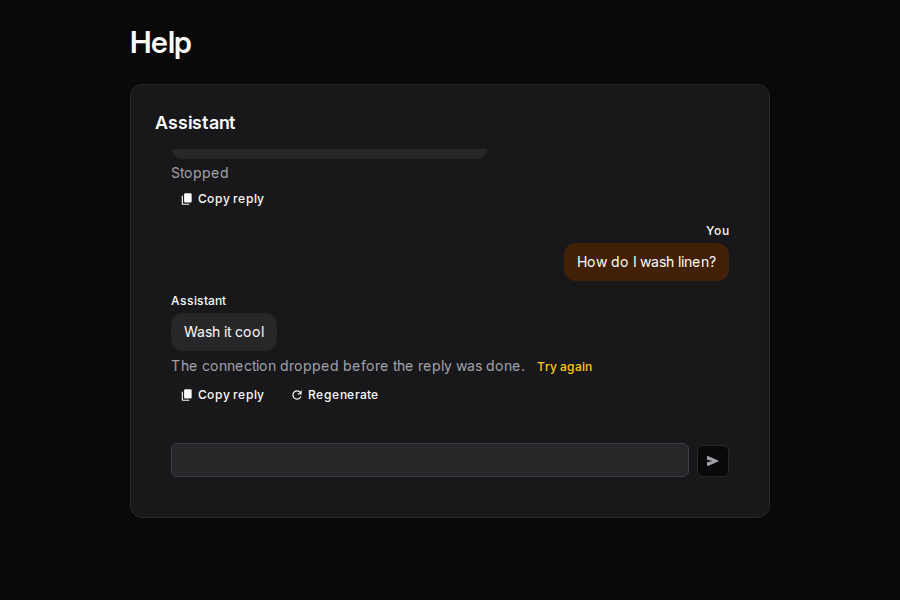 Help
Assistant
Stopped
Copy reply
You
How do I wash linen?
Assistant
Wash it cool
The connection dropped before the reply was done. Try again
Copy reply Regenerate